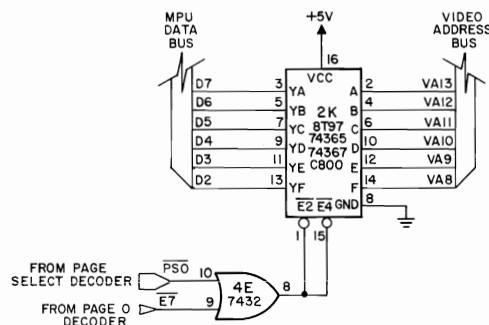 MPU
DATA
BUS
+5V
VIDEO
ADDRESS
BUS
16
VCC
D7 3 YA A 2 VA13
D6 5 YB B 4 VA12
D5 7 YC C 6 VA11
D4 9 YD D 10 VA10
D3 11 YE E 12 VA9
D2 13 YF F 14 VA8
2K
8T97
74365
74367
C800
E2 E4 GND 8
1 15
FROM PAGE
SELECT DECODER
PS0 10
FROM PAGE 0
DECODER
E7 9
4E
7432
8